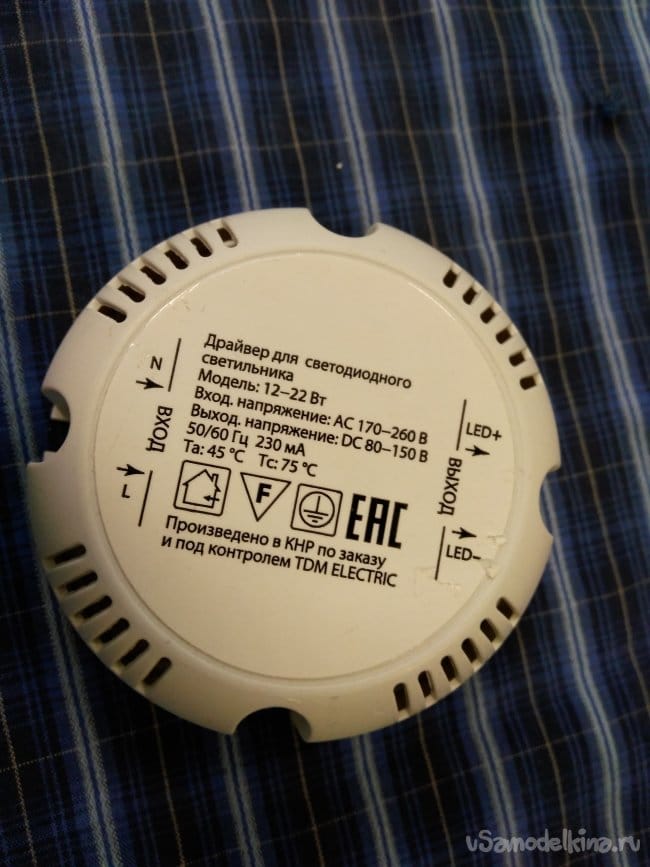 Драйвер для светодиодного
светильника
Модель: 12–22 Вт
Вход. напряжение: AC 170–260 В
Выход. напряжение: DC 80–150 В
50/60 Гц 230 мА
Ta: 45 °C Tc: 75 °C
F
EAC
Произведено в КНР по заказу
и под контролем TDM ELECTRIC
N
ВХОД
L
LED+
ВЫХОД
LED–
vSamodelkina.ru